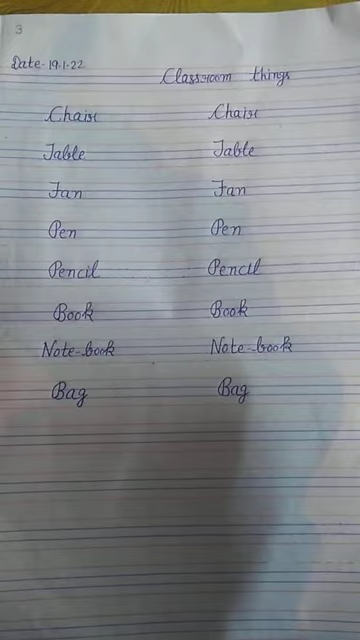 3
Date-19.1.22
Classroom things
Chair Chair
Table Table
Fan Fan
Pen Pen
Pencil Pencil
Book Book
Note-book Note-book
Bag Bag